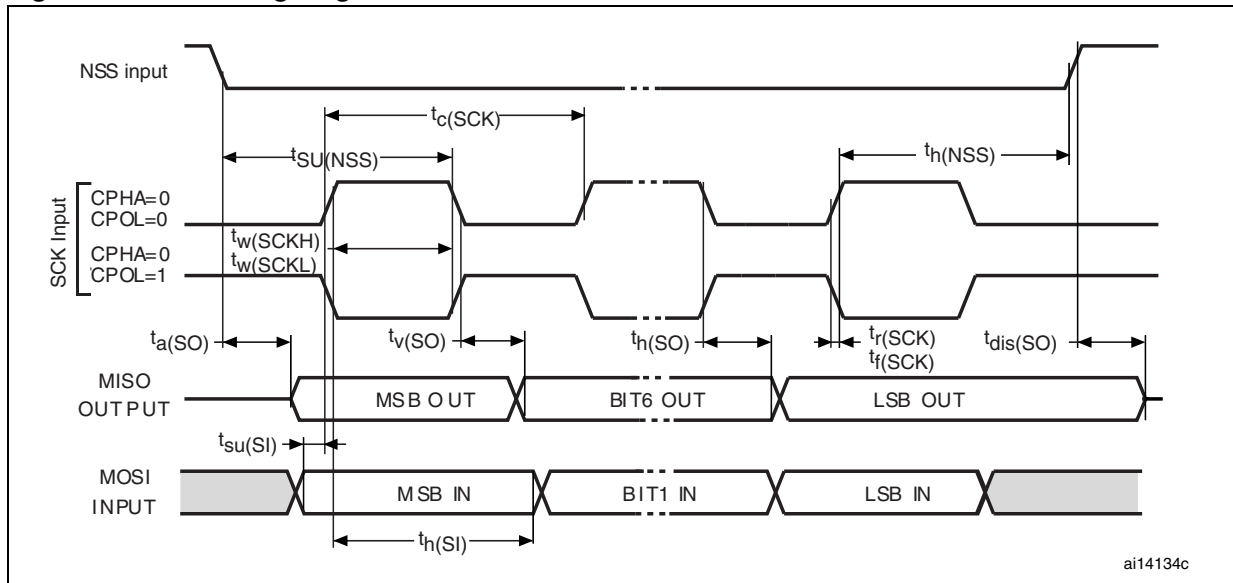 NSS input
tc(SCK)
tSU(NSS)
th(NSS)
SCK Input
CPHA=0
CPOL=0
tw(SCKH)
CPHA=0
tw(SCKL)
CPOL=1
ta(SO)
tv(SO)
th(SO)
tr(SCK)
tf(SCK)
tdis(SO)
MISO
OUTPUT
MSB OUT
BIT6 OUT
LSB OUT
tsu(SI)
MOSI
INPUT
MSB IN
BIT1 IN
LSB IN
th(SI)
ai14134c